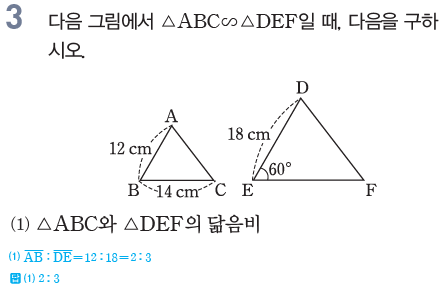 3 다음 그림에서 △ABC∽△DEF일 때, 다음을 구하
시오.
D
A
18 cm
12 cm
60°
B 14 cm C E F
(1) △ABC와 △DEF의 닮음비
(1) \overline{AB} : \overline{DE}=12 : 18=2 : 3
답 (1) 2 : 3